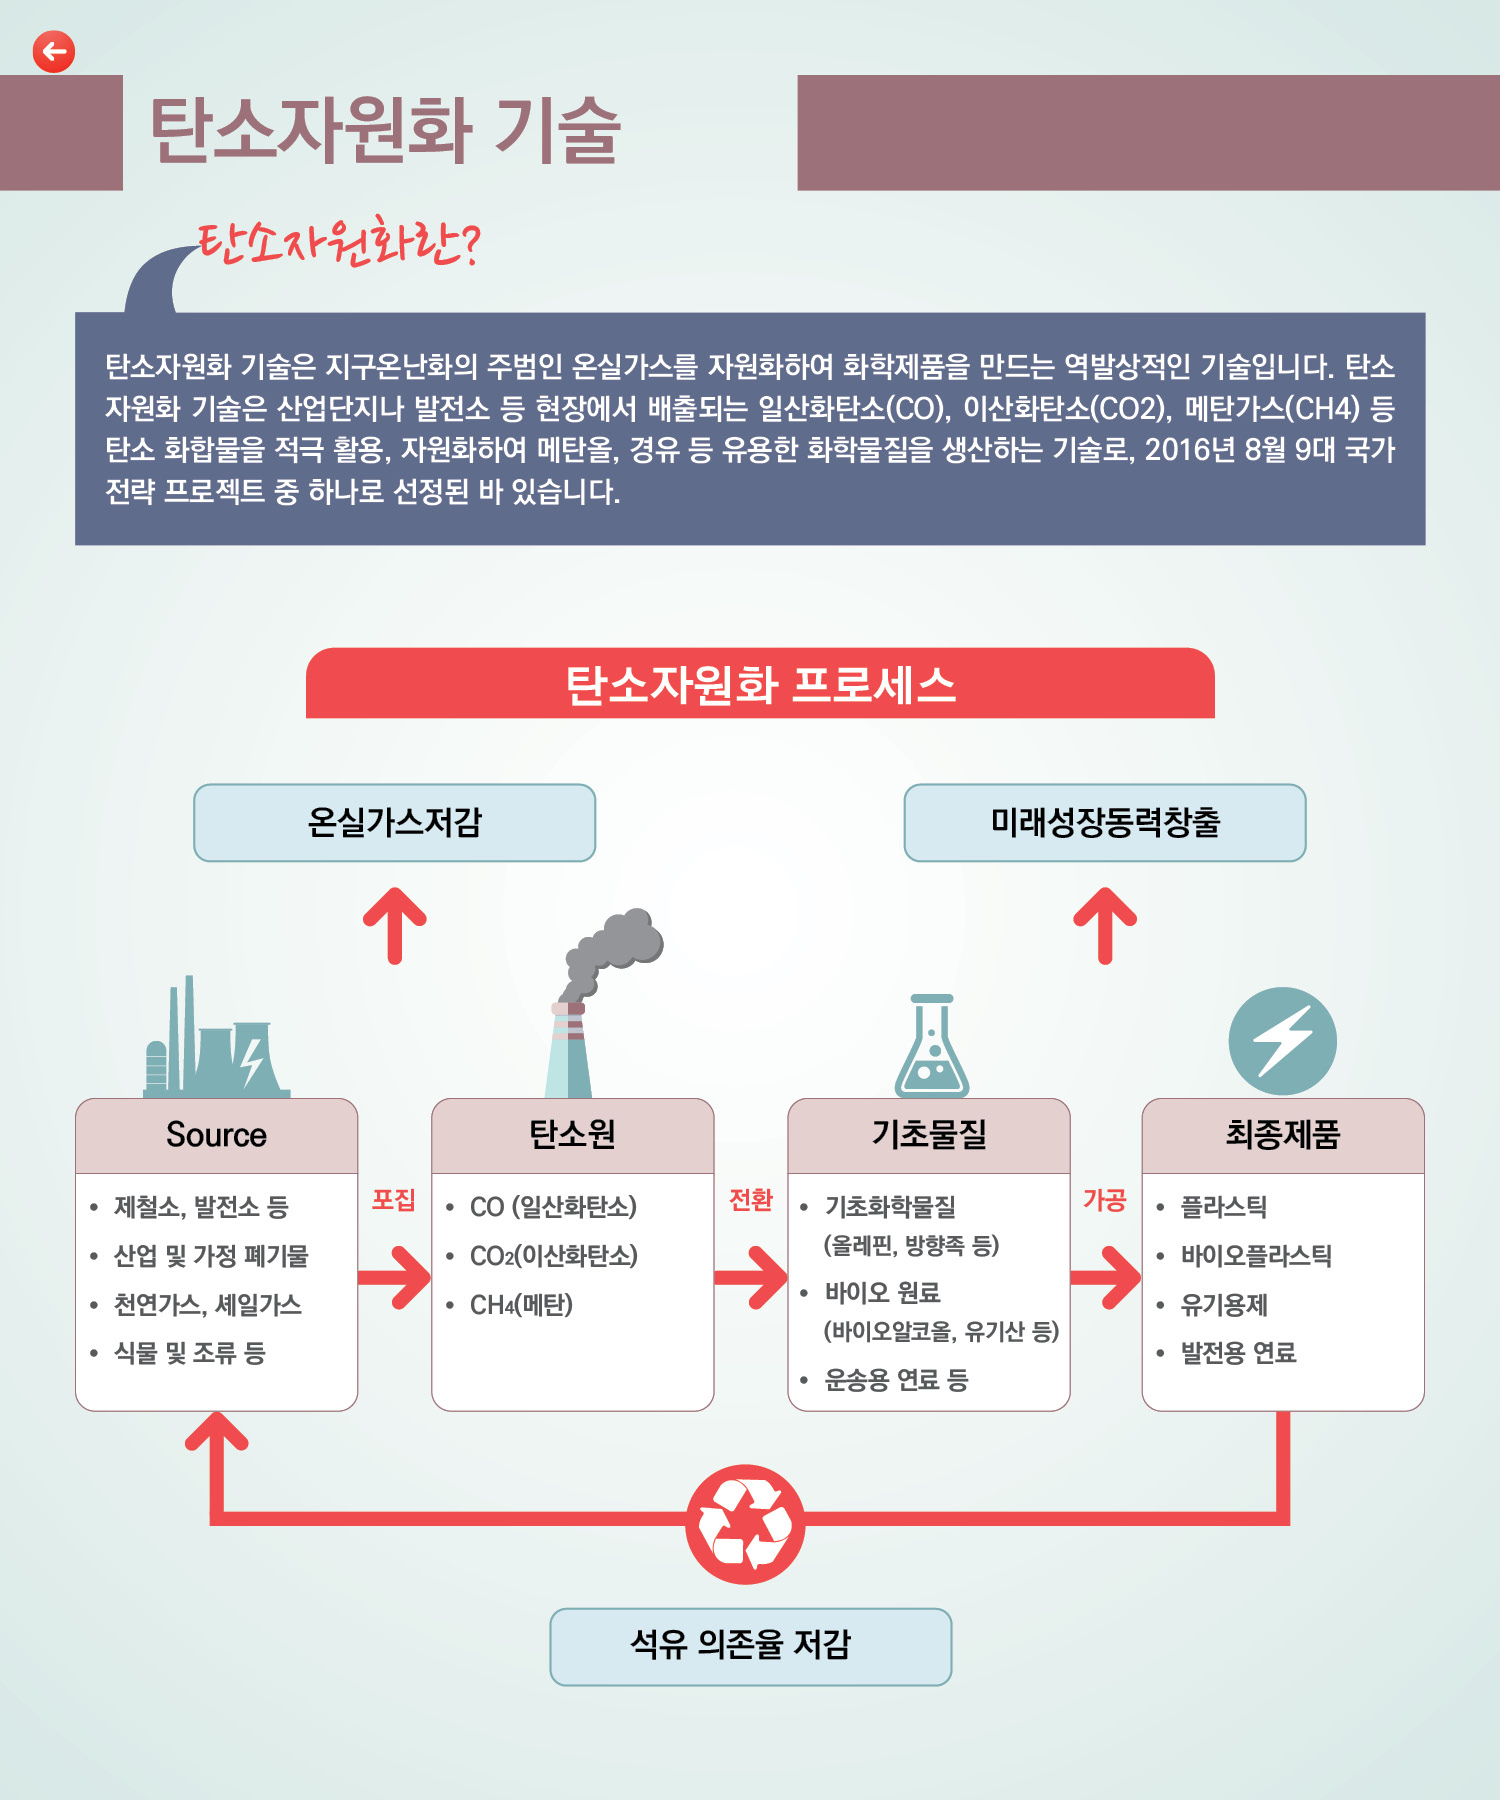 탄소자원화 기술
탄소자원화란?
탄소자원화 기술은 지구온난화의 주범인 온실가스를 자원화하여 화학제품을 만드는 역발상적인 기술입니다. 탄소
자원화 기술은 산업단지나 발전소 등 현장에서 배출되는 일산화탄소(CO), 이산화탄소(CO2), 메탄가스(CH4) 등
탄소 화합물을 적극 활용, 자원화하여 메탄올, 경유 등 유용한 화학물질을 생산하는 기술로, 2016년 8월 9대 국가
전략 프로젝트 중 하나로 선정된 바 있습니다.
탄소자원화 프로세스
온실가스저감
미래성장동력창출
Source
• 제철소, 발전소 등
• 산업 및 가정 폐기물
• 천연가스, 셰일가스
• 식물 및 조류 등
포집
탄소원
• CO (일산화탄소)
• CO₂(이산화탄소)
• CH₄(메탄)
전환
기초물질
• 기초화학물질
(올레핀, 방향족 등)
• 바이오 원료
(바이오알코올, 유기산 등)
• 운송용 연료 등
가공
최종제품
• 플라스틱
• 바이오플라스틱
• 유기용제
• 발전용 연료
석유 의존율 저감